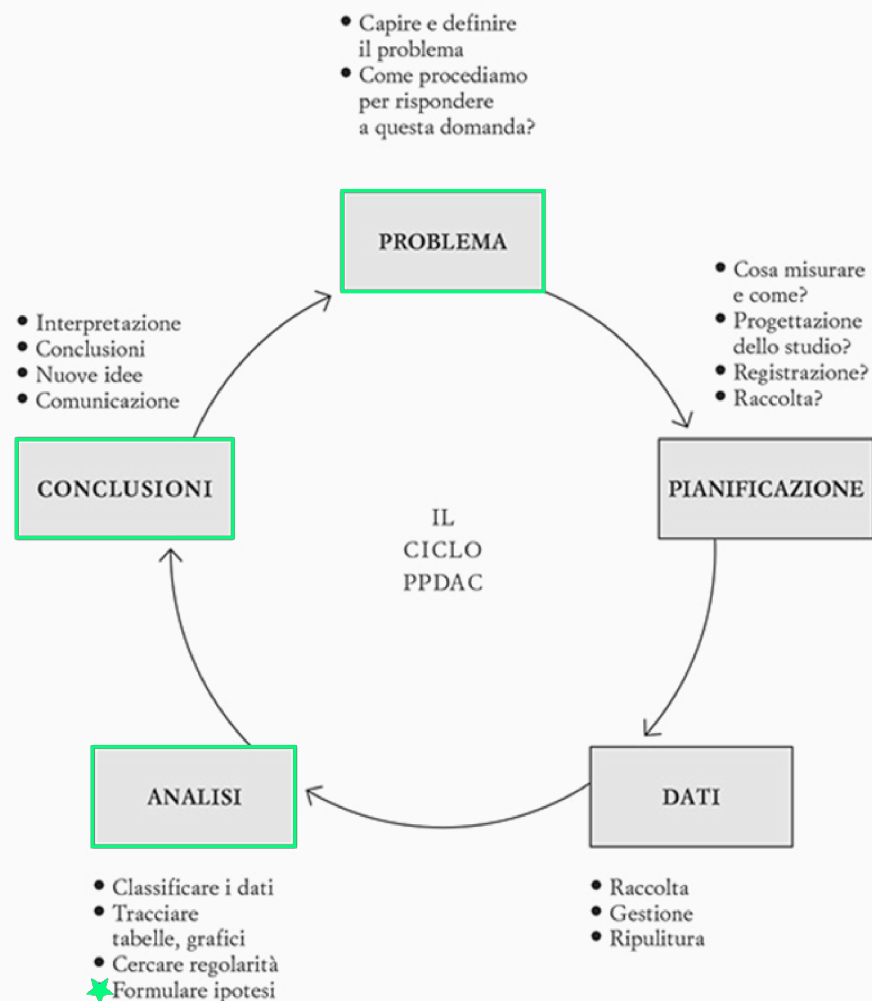 • Capire e definire
il problema
• Come procediamo
per rispondere
a questa domanda?
PROBLEMA
• Cosa misurare
e come?
• Progettazione
dello studio?
• Registrazione?
• Raccolta?
PIANIFICAZIONE
DATI
• Raccolta
• Gestione
• Ripulitura
ANALISI
• Classificare i dati
• Tracciare
tabelle, grafici
• Cercare regolarità
Formulare ipotesi
• Interpretazione
• Conclusioni
• Nuove idee
• Comunicazione
CONCLUSIONI
IL
CICLO
PPDAC